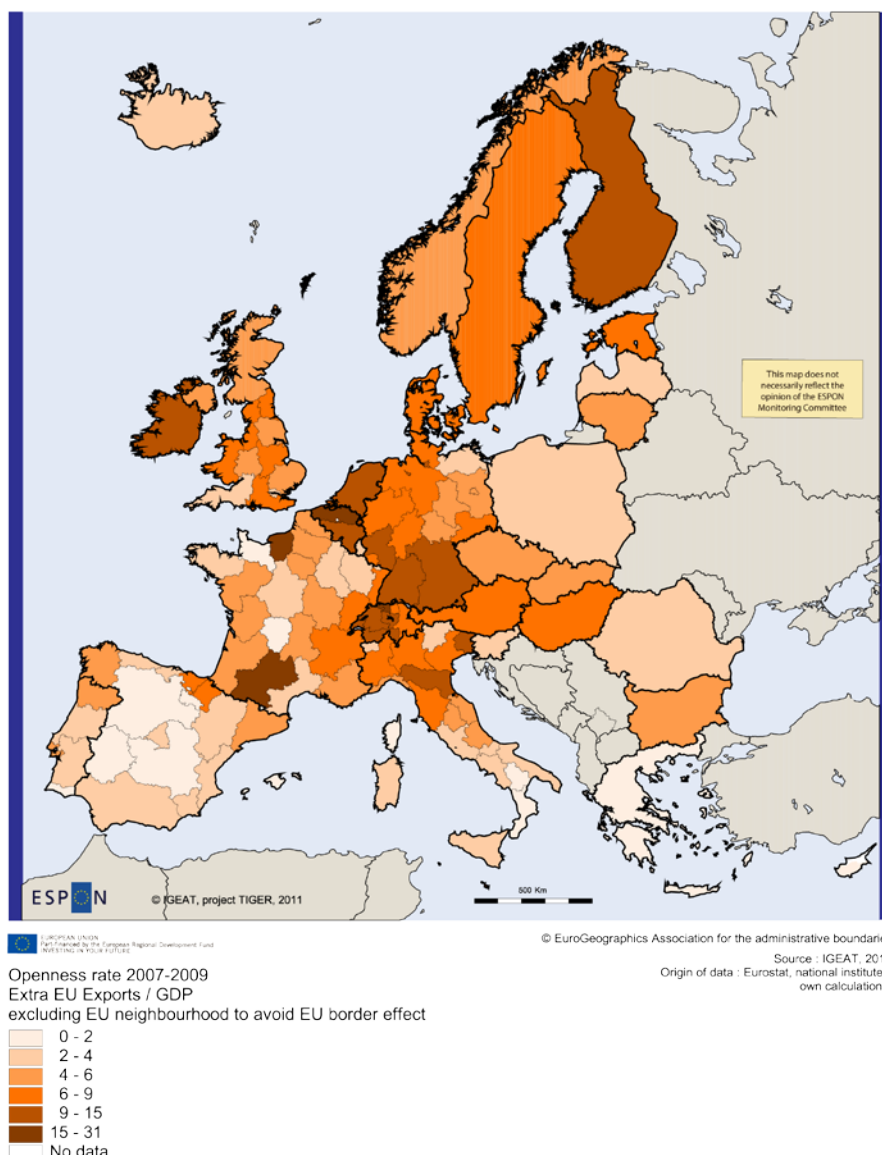 This map does not
necessarily reflect the
opinion of the ESPON
Monitoring Committee
ESPON
© IGEAT, project TIGER, 2011
500 Km
EUROPEAN UNION
Part-financed by the European Regional Development Fund
INVESTING IN YOUR FUTURE
© EuroGeographics Association for the administrative boundari
Source : IGEAT, 201
Origin of data : Eurostat, national institute
own calculation
Openness rate 2007-2009
Extra EU Exports / GDP
excluding EU neighbourhood to avoid EU border effect
0 - 2
2 - 4
4 - 6
6 - 9
9 - 15
15 - 31
No data